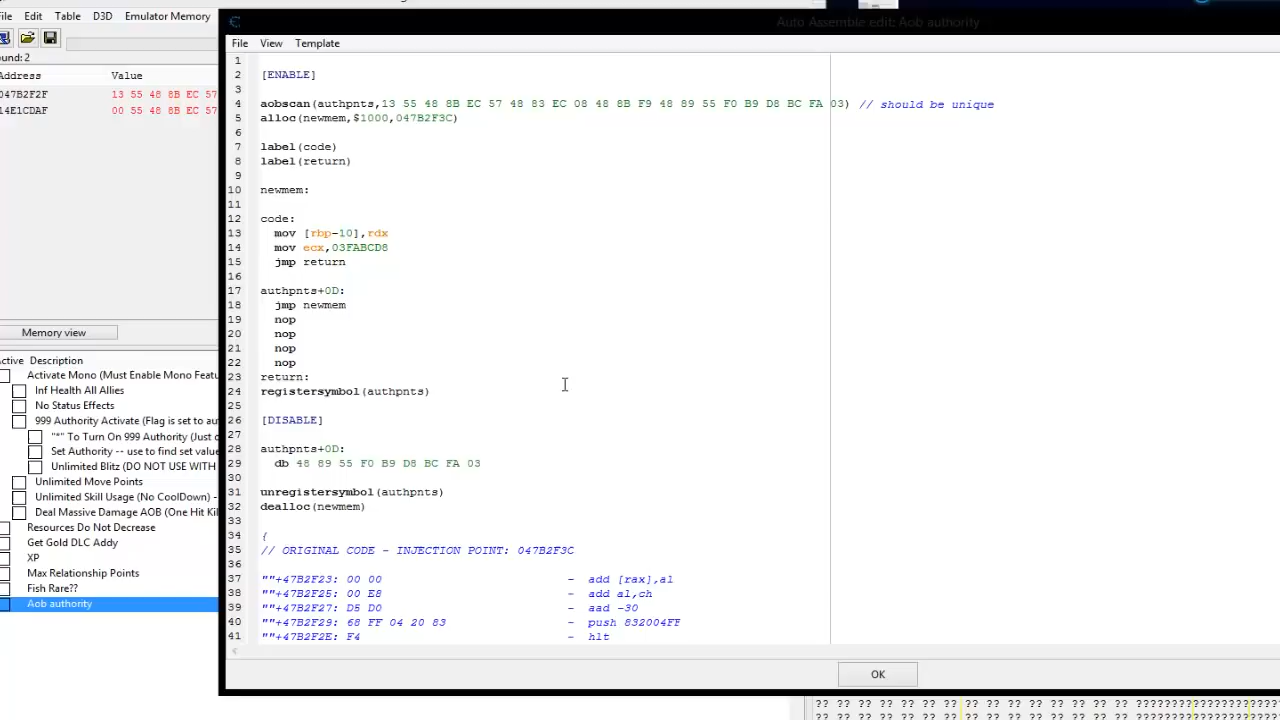 File Edit Table D3D Emulator Memory
Auto Assemble edit: Aob authority
File View Template
ound: 2
ddress Value
047B2F2F 13 55 48 8B EC 57
14E1CDAF 00 55 48 8B EC 57
Memory view
ctive Description
Activate Mono (Must Enable Mono Featu
Inf Health All Allies
No Status Effects
999 Authority Activate (Flag is set to au
"*" To Turn On 999 Authority (Just c
Set Authority -- use to find set value
Unlimited Blitz (DO NOT USE WITH
Unlimited Move Points
Unlimited Skill Usage (No CoolDown) -
Deal Massive Damage AOB (One Hit Kil
Resources Do Not Decrease
Get Gold DLC Addy
XP
Max Relationship Points
Fish Rare??
Aob authority
1
2 [ENABLE]
3
4 aobscan(authpnts,13 55 48 8B EC 57 48 83 EC 08 48 8B F9 48 89 55 F0 B9 D8 BC FA 03) // should be unique
5 alloc(newmem,$1000,047B2F3C)
6
7 label(code)
8 label(return)
9
10 newmem:
11
12 code:
13 mov [rbp-10],rdx
14 mov ecx,03FABCD8
15 jmp return
16
17 authpnts+0D:
18 jmp newmem
19 nop
20 nop
21 nop
22 nop
23 return:
24 registersymbol(authpnts)
25
26 [DISABLE]
27
28 authpnts+0D:
29 db 48 89 55 F0 B9 D8 BC FA 03
30
31 unregistersymbol(authpnts)
32 dealloc(newmem)
33
34 {
35 // ORIGINAL CODE - INJECTION POINT: 047B2F3C
36
37 ""+47B2F23: 00 00 - add [rax],al
38 ""+47B2F25: 00 E8 - add al,ch
39 ""+47B2F27: D5 D0 - aad -30
40 ""+47B2F29: 68 FF 04 20 83 - push 832004FF
41 ""+47B2F2E: F4 - hlt
OK
?? ?? ?? ?? ?? ?? ?? ?? ?? ?? ?? ?? ?? ?? ?? ?? ?? ??
?? ?? ?? ?? ?? ?? ?? ?? ?? ?? ?? ?? ?? ?? ?? ?? ?? ??